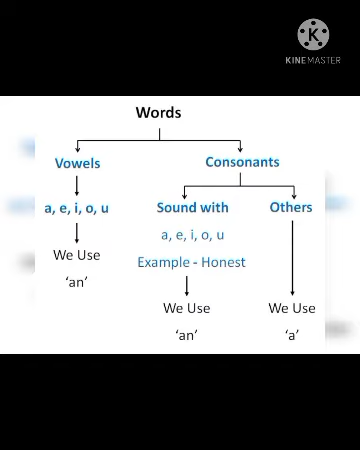 K
KINEMASTER
Words
Vowels
Consonants
a, e, i, o, u
Sound with
Others
a, e, i, o, u
We Use
Example - Honest
'an'
We Use
We Use
'an'
'a'